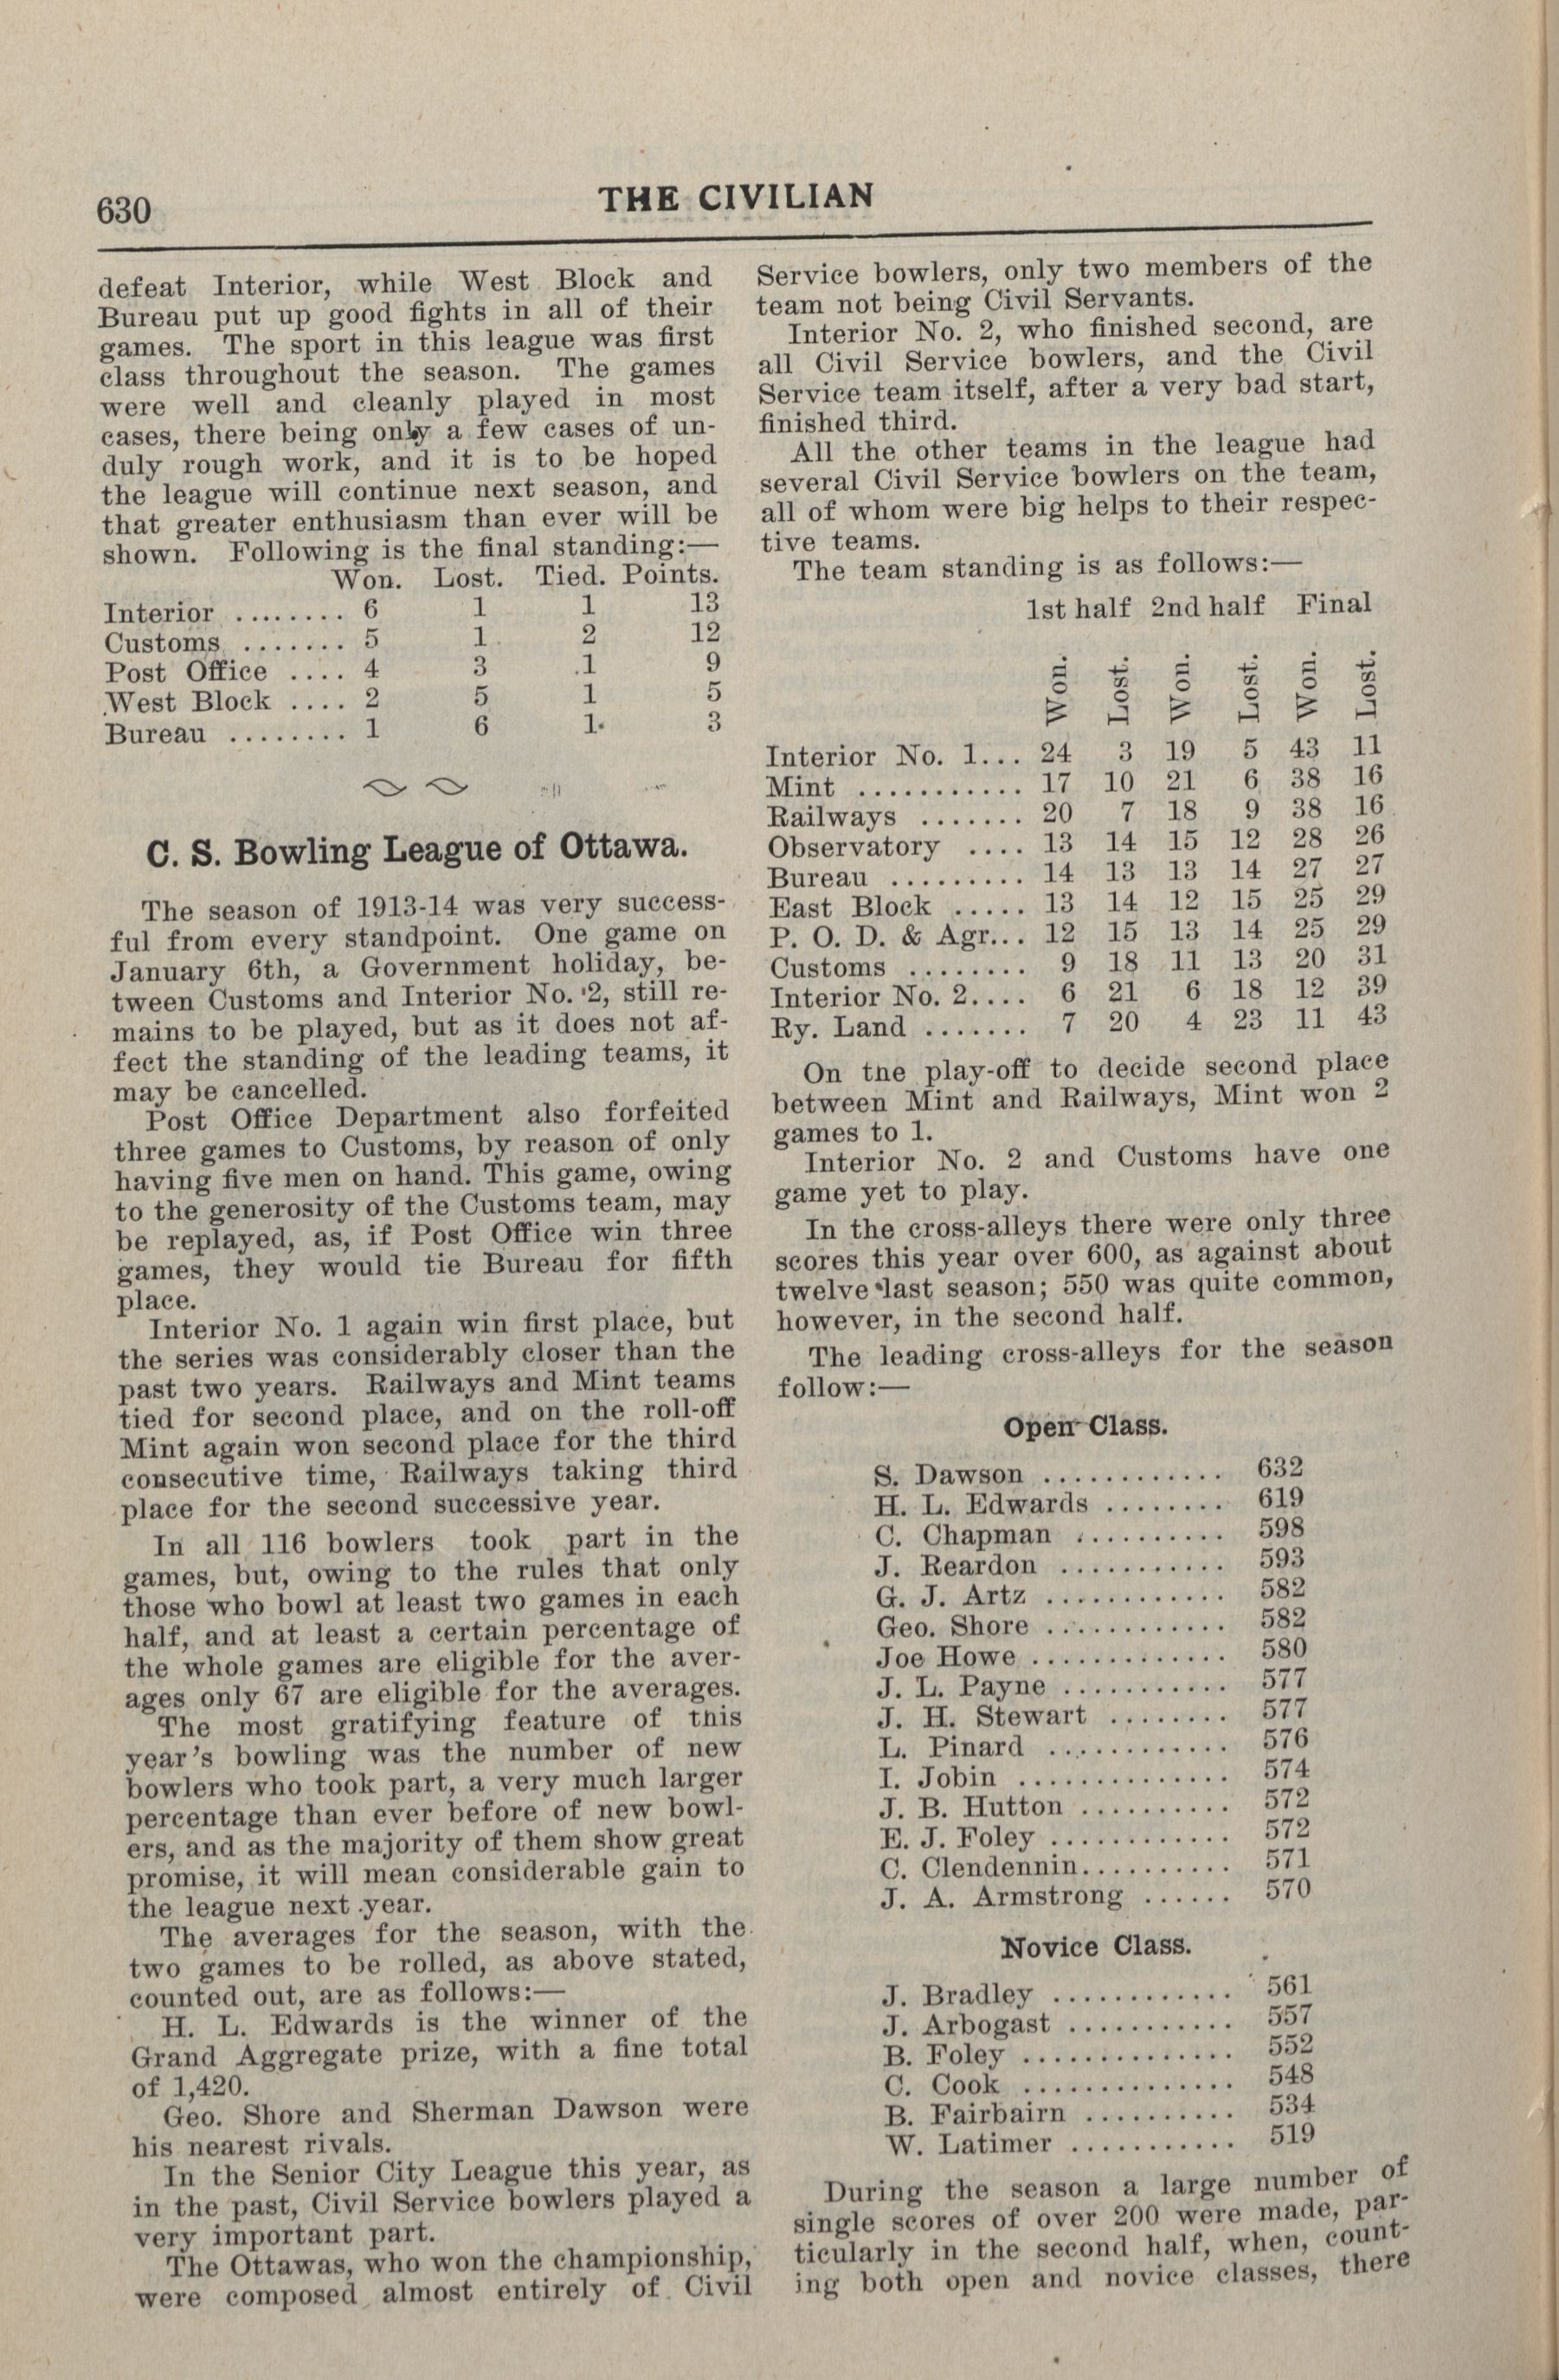 630
THE CIVILIAN
defeat Interior, while West Block and
Bureau put up good fights in all of their
games. The sport in this league was first
class throughout the season. The games
were well and cleanly played in most
cases, there being only a few cases of un-
duly rough work, and it is to be hoped
the league will continue next season, and
that greater enthusiasm than ever will be
shown. Following is the final standing:—
Won. Lost. Tied. Points.
Interior ........ 6 1 1 13
Customs ....... 5 1 2 12
Post Office .... 4 3 1 9
West Block .... 2 5 1 5
Bureau ........ 1 6 1 3
C. S. Bowling League of Ottawa.
The season of 1913-14 was very success-
ful from every standpoint. One game on
January 6th, a Government holiday, be-
tween Customs and Interior No. 2, still re-
mains to be played, but as it does not af-
fect the standing of the leading teams, it
may be cancelled.
Post Office Department also forfeited
three games to Customs, by reason of only
having five men on hand. This game, owing
to the generosity of the Customs team, may
be replayed, as, if Post Office win three
games, they would tie Bureau for fifth
place.
Interior No. 1 again win first place, but
the series was considerably closer than the
past two years. Railways and Mint teams
tied for second place, and on the roll-off
Mint again won second place for the third
consecutive time, Railways taking third
place for the second successive year.
In all 116 bowlers took part in the
games, but, owing to the rules that only
those who bowl at least two games in each
half, and at least a certain percentage of
the whole games are eligible for the aver-
ages only 67 are eligible for the averages.
The most gratifying feature of this
year's bowling was the number of new
bowlers who took part, a very much larger
percentage than ever before of new bowl-
ers, and as the majority of them show great
promise, it will mean considerable gain to
the league next year.
The averages for the season, with the
two games to be rolled, as above stated,
counted out, are as follows:—
H. L. Edwards is the winner of the
Grand Aggregate prize, with a fine total
of 1,420.
Geo. Shore and Sherman Dawson were
his nearest rivals.
In the Senior City League this year, as
in the past, Civil Service bowlers played a
very important part.
The Ottawas, who won the championship,
were composed almost entirely of Civil
Service bowlers, only two members of the
team not being Civil Servants.
Interior No. 2, who finished second, are
all Civil Service bowlers, and the Civil
Service team itself, after a very bad start,
finished third.
All the other teams in the league had
several Civil Service bowlers on the team,
all of whom were big helps to their respec-
tive teams.
The team standing is as follows:—
1st half 2nd half Final
Won. Lost. Won. Lost. Won. Lost.
Interior No. 1... 24 3 19 5 43 11
Mint ........... 17 10 21 6 38 16
Railways ....... 20 7 18 9 38 16
Observatory .... 13 14 15 12 28 26
Bureau ......... 14 13 13 14 27 27
East Block ..... 13 14 12 15 25 29
P. O. D. & Agr... 12 15 13 14 25 29
Customs ........ 9 18 11 13 20 31
Interior No. 2.... 6 21 6 18 12 39
Ry. Land ....... 7 20 4 23 11 43
On the play-off to decide second place
between Mint and Railways, Mint won 2
games to 1.
Interior No. 2 and Customs have one
game yet to play.
In the cross-alleys there were only three
scores this year over 600, as against about
twelve last season; 550 was quite common,
however, in the second half.
The leading cross-alleys for the season
follow:—
Open Class.
S. Dawson ............ 632
H. L. Edwards ........ 619
C. Chapman .......... 598
J. Reardon ........... 593
G. J. Artz ............ 582
Geo. Shore ............ 582
Joe Howe ............. 580
J. L. Payne ........... 577
J. H. Stewart ........ 577
L. Pinard ............ 576
I. Jobin .............. 574
J. B. Hutton .......... 572
E. J. Foley ............ 572
C. Clendennin.......... 571
J. A. Armstrong ...... 570
Novice Class.
J. Bradley ............ 561
J. Arbogast ........... 557
B. Foley .............. 552
C. Cook .............. 548
B. Fairbairn .......... 534
W. Latimer ........... 519
During the season a large number of
single scores of over 200 were made, par-
ticularly in the second half, when, count-
ing both open and novice classes, there